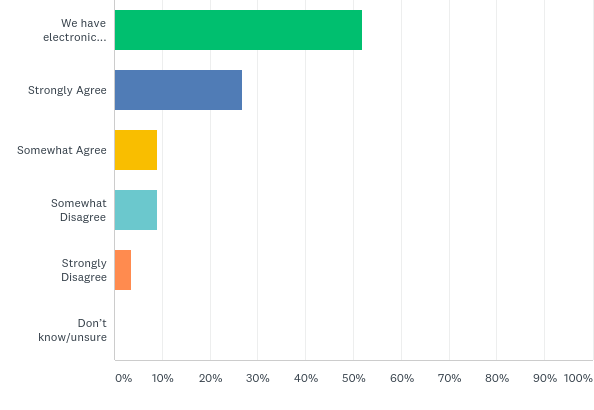 We have
electronic...
Strongly Agree
Somewhat Agree
Somewhat
Disagree
Strongly
Disagree
Don't
know/unsure
0% 10% 20% 30% 40% 50% 60% 70% 80% 90% 100%